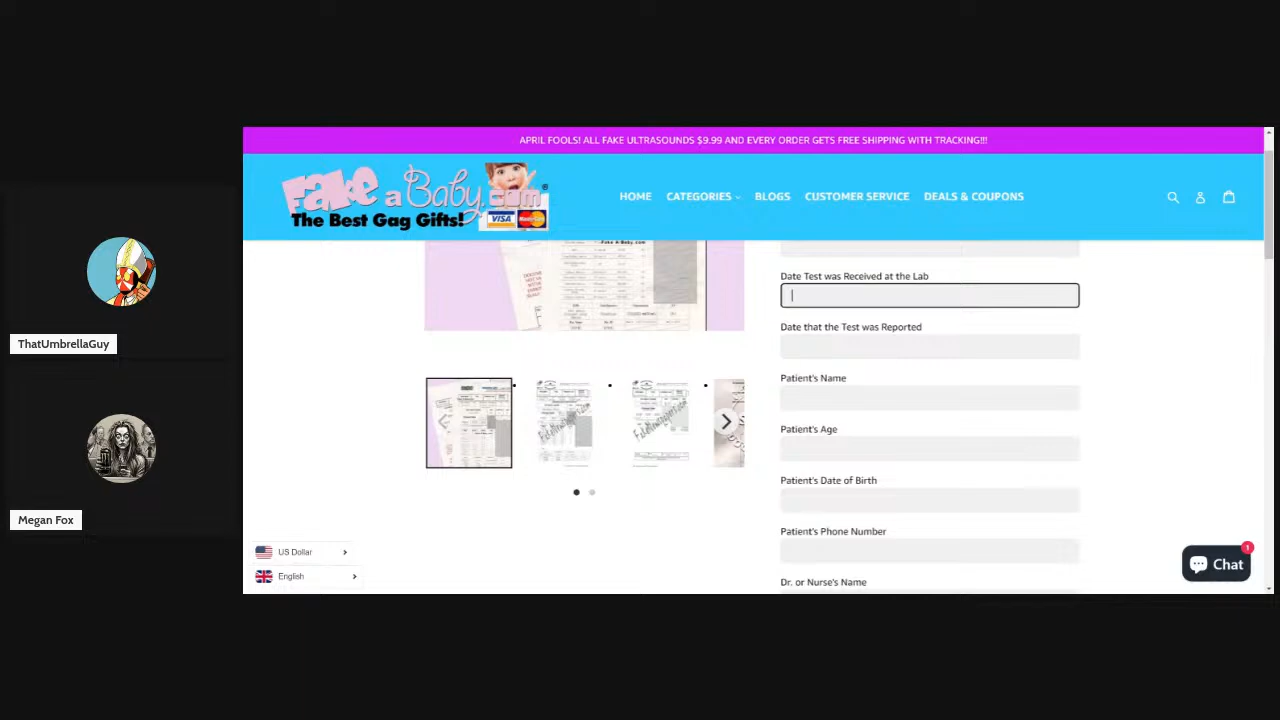 APRIL FOOLS! ALL FAKE ULTRASOUNDS $9.99 AND EVERY ORDER GETS FREE SHIPPING WITH TRACKING!!!
Fake a Baby.com ®
The Best Gag Gifts!
VISA
HOME
CATEGORIES
BLOGS
CUSTOMER SERVICE
DEALS & COUPONS
Fake A-Baby.com
Date Test was Received at the Lab
Date that the Test was Reported
Patient's Name
Patient's Age
Patient's Date of Birth
Patient's Phone Number
Dr. or Nurse's Name
ThatUmbrellaGuy
Megan Fox
US Dollar
English
1
Chat